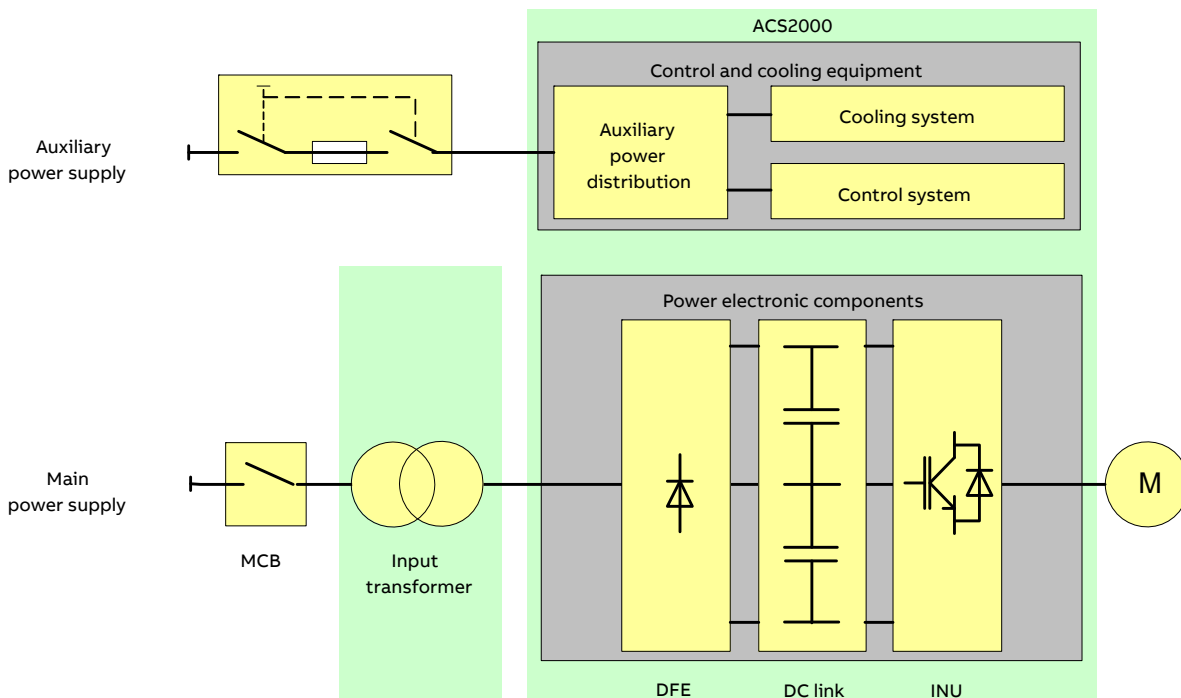 ACS2000
Control and cooling equipment
Auxiliary
power supply
Auxiliary
power
distribution
Cooling system
Control system
Power electronic components
Main
power supply
M
MCB
Input
transformer
DFE
DC link
INU